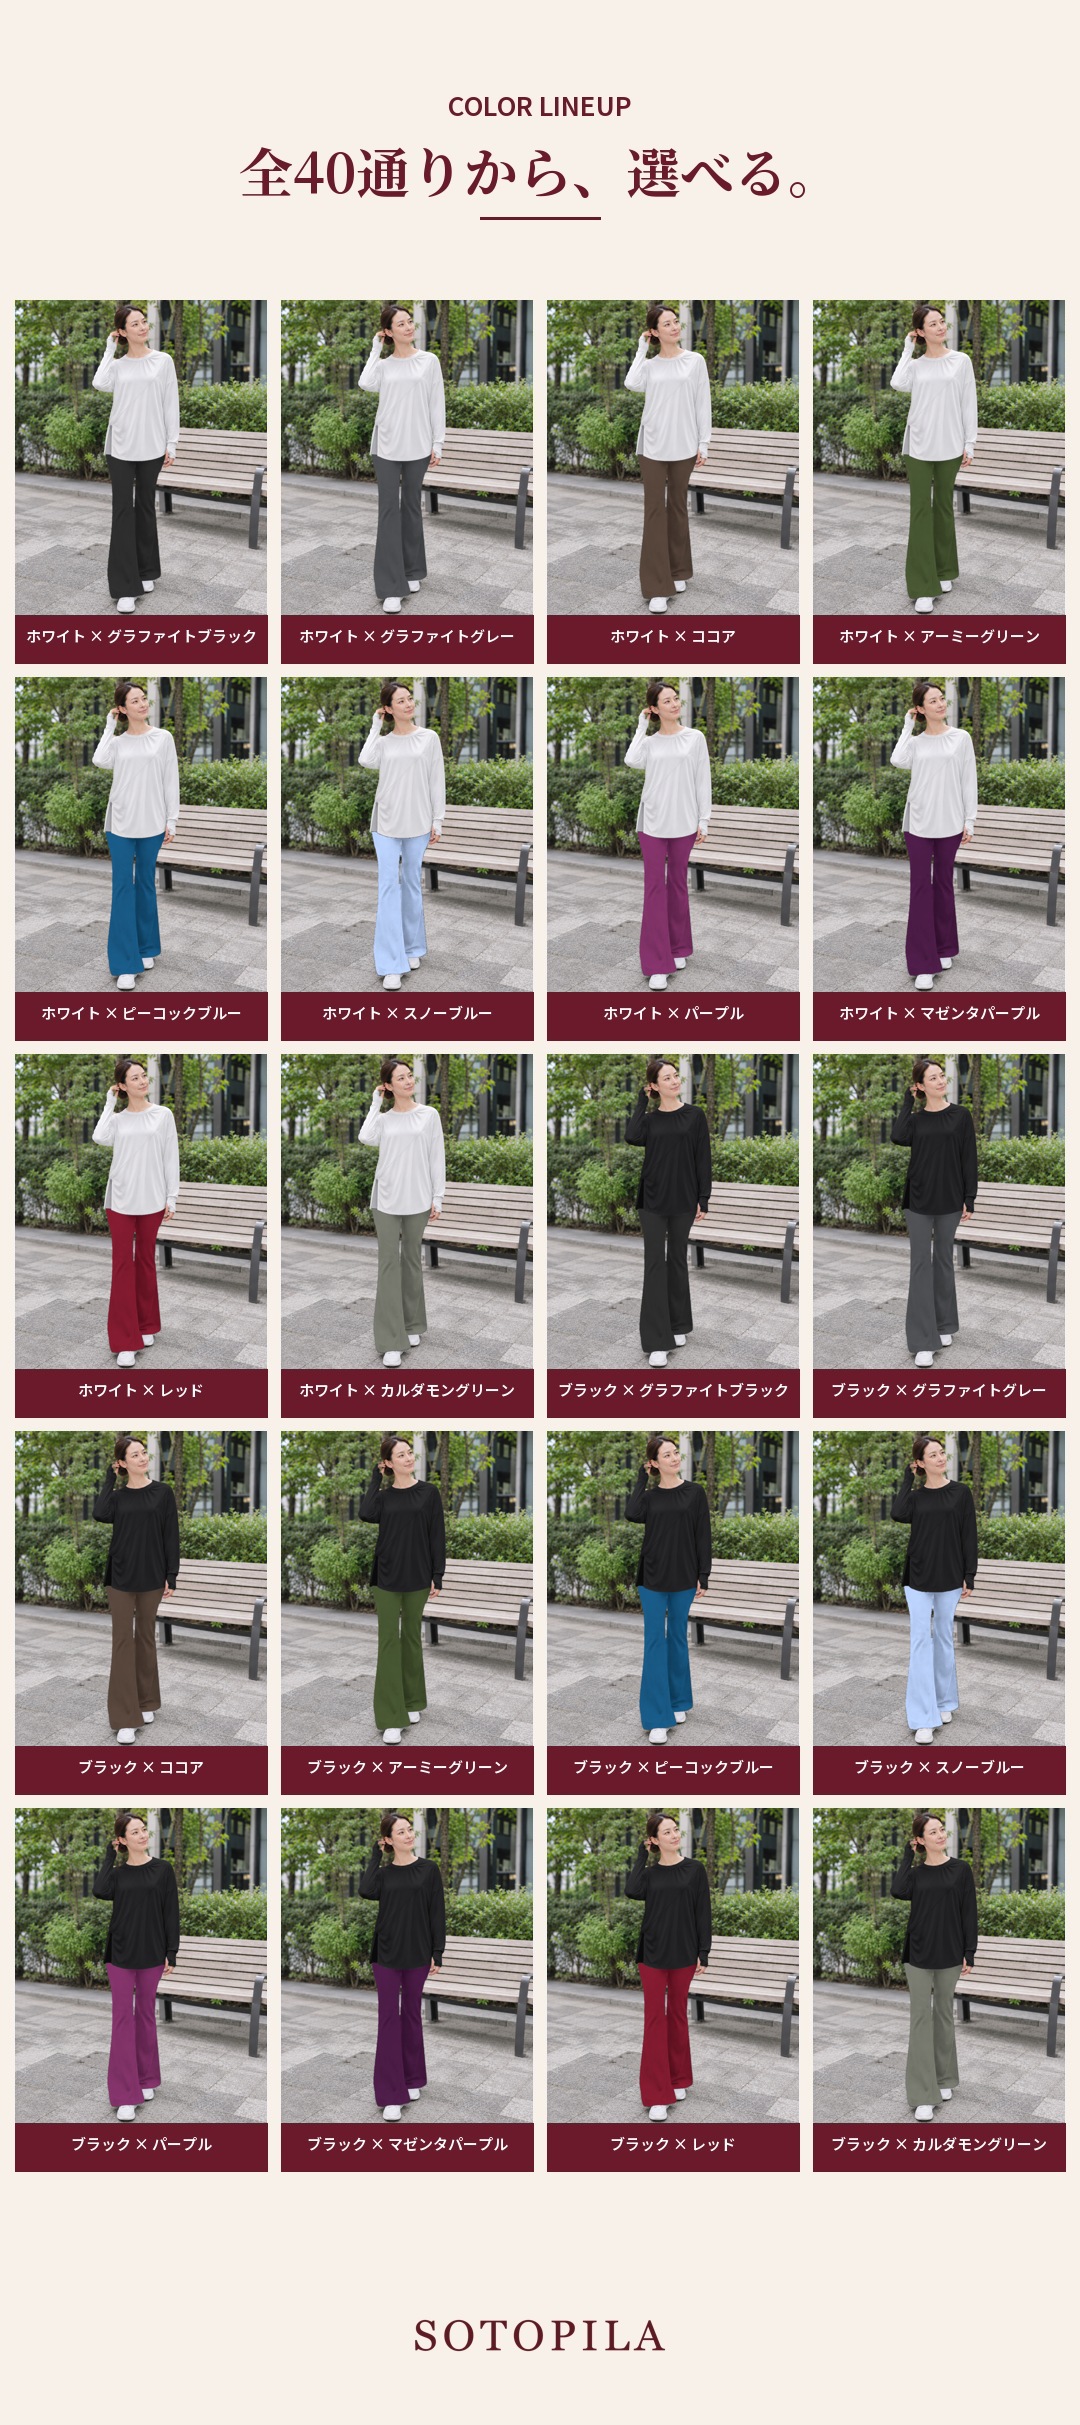 COLOR LINEUP
全40通りから、選べる。
ホワイト × グラファイトブラック
ホワイト × グラファイトグレー
ホワイト × ココア
ホワイト × アーミーグリーン
ホワイト × ピーコックブルー
ホワイト × スノーブルー
ホワイト × パープル
ホワイト × マゼンタパープル
ホワイト × レッド
ホワイト × カルダモングリーン
ブラック × グラファイトブラック
ブラック × グラファイトグレー
ブラック × ココア
ブラック × アーミーグリーン
ブラック × ピーコックブルー
ブラック × スノーブルー
ブラック × パープル
ブラック × マゼンタパープル
ブラック × レッド
ブラック × カルダモングリーン
SOTOPILA